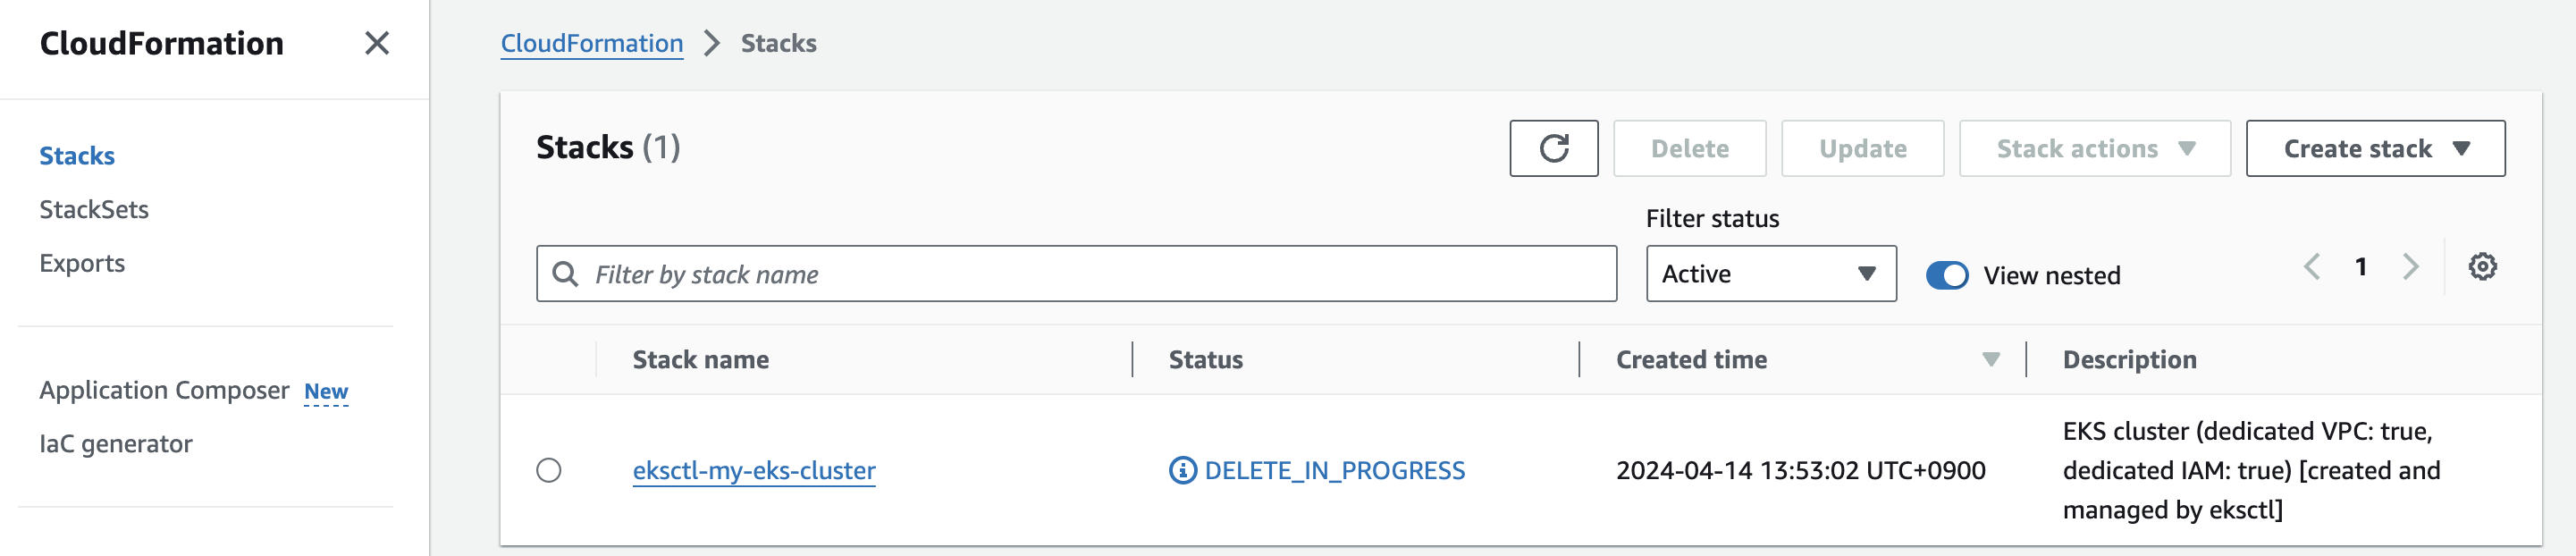 CloudFormation
Stacks
StackSets
Exports
Application Composer New
IaC generator
CloudFormation > Stacks
Stacks (1)
Delete
Update
Stack actions
Create stack
Filter by stack name
Filter status
Active
View nested
1
Stack name
Status
Created time
Description
eksctl-my-eks-cluster
DELETE_IN_PROGRESS
2024-04-14 13:53:02 UTC+0900
EKS cluster (dedicated VPC: true,
dedicated IAM: true) [created and
managed by eksctl]